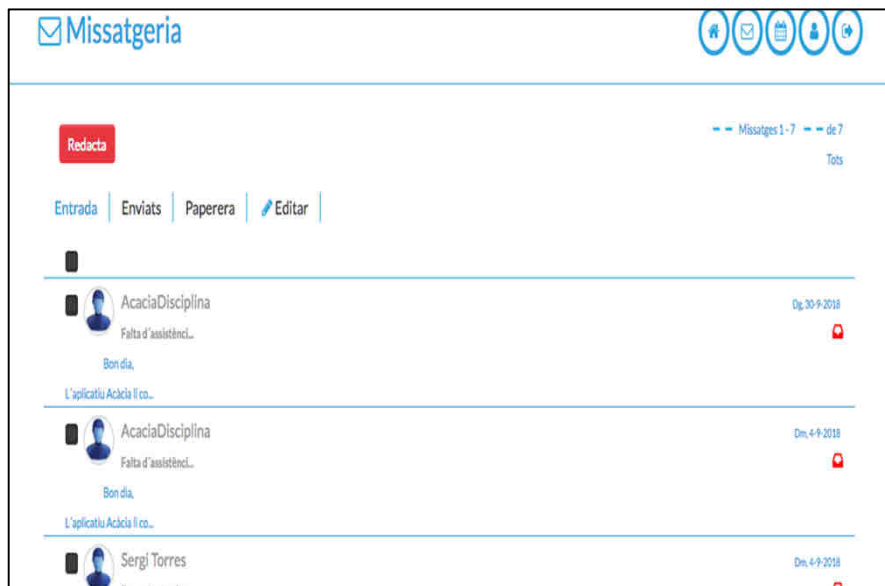 Missatgeria
Redacta
Missatges 1 - 7 de 7
Tots
Entrada Enviats Paperera Editar
AcaciaDisciplina Dg, 30-9-2018
Falta d´assistènci...
Bon dia,
L´aplicatiu Acàcia li co...
AcaciaDisciplina Dm, 4-9-2018
Falta d´assistènci...
Bon dia,
L´aplicatiu Acàcia li co...
Sergi Torres Dm, 4-9-2018